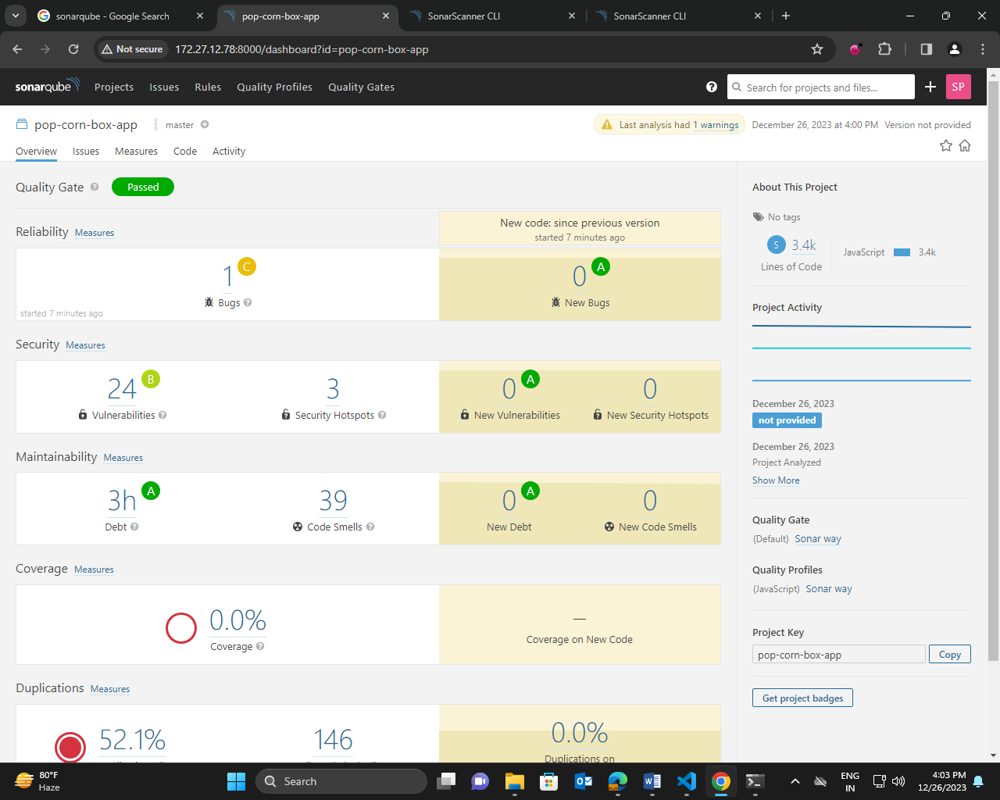 sonarqube - Google Search
pop-corn-box-app
SonarScanner CLI
SonarScanner CLI
Not secure
172.27.12.78:8000/dashboard?id=pop-corn-box-app
sonarqube
Projects
Issues
Rules
Quality Profiles
Quality Gates
Search for projects and files...
SP
pop-corn-box-app
master
Last analysis had 1 warnings
December 26, 2023 at 4:00 PM
Version not provided
Overview
Issues
Measures
Code
Activity
Quality Gate
Passed
New code: since previous version
started 7 minutes ago
Reliability Measures
1 C
Bugs
started 7 minutes ago
0 A
New Bugs
Security Measures
24 B
Vulnerabilities
3
Security Hotspots
0 A
New Vulnerabilities
0
New Security Hotspots
Maintainability Measures
3h A
Debt
39
Code Smells
0 A
New Debt
0
New Code Smells
Coverage Measures
0.0%
Coverage
—
Coverage on New Code
Duplications Measures
52.1%
146
0.0%
Duplications on
About This Project
No tags
S 3.4k
Lines of Code
JavaScript 3.4k
Project Activity
December 26, 2023
not provided
December 26, 2023
Project Analyzed
Show More
Quality Gate
(Default) Sonar way
Quality Profiles
(JavaScript) Sonar way
Project Key
pop-corn-box-app
Copy
Get project badges
80°F
Haze
Search
ENG
IN
4:03 PM
12/26/2023